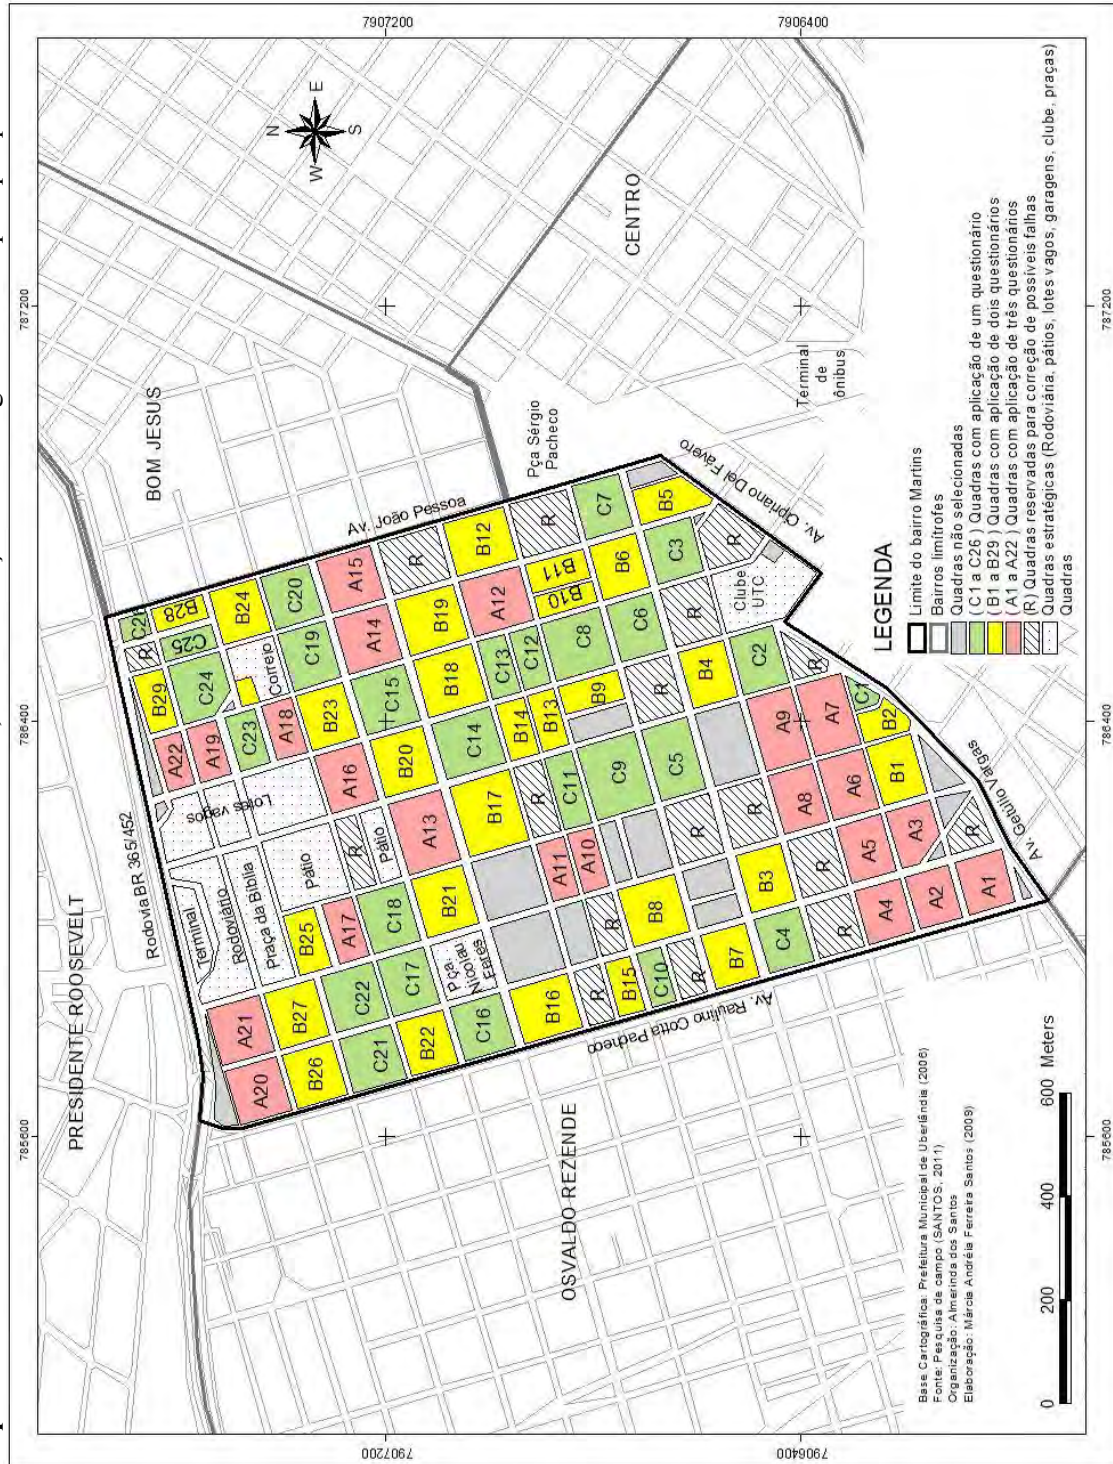 785600
786400
787200
PRESIDENTE ROOSEVELT
BOM JESUS
N
W
E
S
Rodovia BR 365/452
7907200
7907200
Terminal
Rodoviário
Praça da Bíblia
Lotes vagos
A22
B29
R
C26
A20
A21
A19
C24
C25
B28
C23
Correio
B24
B26
B27
B25
Pátio
A18
C19
C20
C21
C22
A17
R
A16
B23
A15
Pátio
B22
C17
C18
A13
B20
C15
A14
R
Av. João Pessoa
C16
Pça.
Nicolau
Feres
B21
B17
C14
B18
B19
B12
B16
A11
A10
R
C11
B14
B13
C13
C12
A12
R
Pça Sérgio
Pacheco
R
R
C9
B9
C8
B10
B11
C7
B15
C10
B8
C5
R
C6
B6
B5
R
R
B4
R
C3
R
B7
B3
R
C2
Clube
UTC
Av. Cipriano Del Fávero
C4
R
A8
A9
R
R
A5
A6
A7
C1
A4
A3
B1
B2
A2
A1
R
Av. Getúlio Vargas
Av. Raulino Cotta Pacheco
OSVALDO REZENDE
CENTRO
Terminal
de
ônibus
7906400
7906400
LEGENDA
Limite do bairro Martins
Bairros limítrofes
Quadras não selecionadas
( C1 a C26 ) Quadras com aplicação de um questionário
( B1 a B29 ) Quadras com aplicação de dois questionários
( A1 a A22 ) Quadras com aplicação de três questionários
(R) Quadras reservadas para correção de possíveis falhas
Quadras estratégicas (Rodoviária, pátios, lotes vagos, garagens, clube, praças)
Quadras
Base Cartográfica: Prefeitura Municipal de Uberlândia (2006)
Fonte: Pesquisa de campo (SANTOS, 2011)
Organização: Almerinda dos Santos
Elaboração: Márcia Andréia Ferreira Santos (2009)
0
200
400
600 Meters
785600
786400
787200